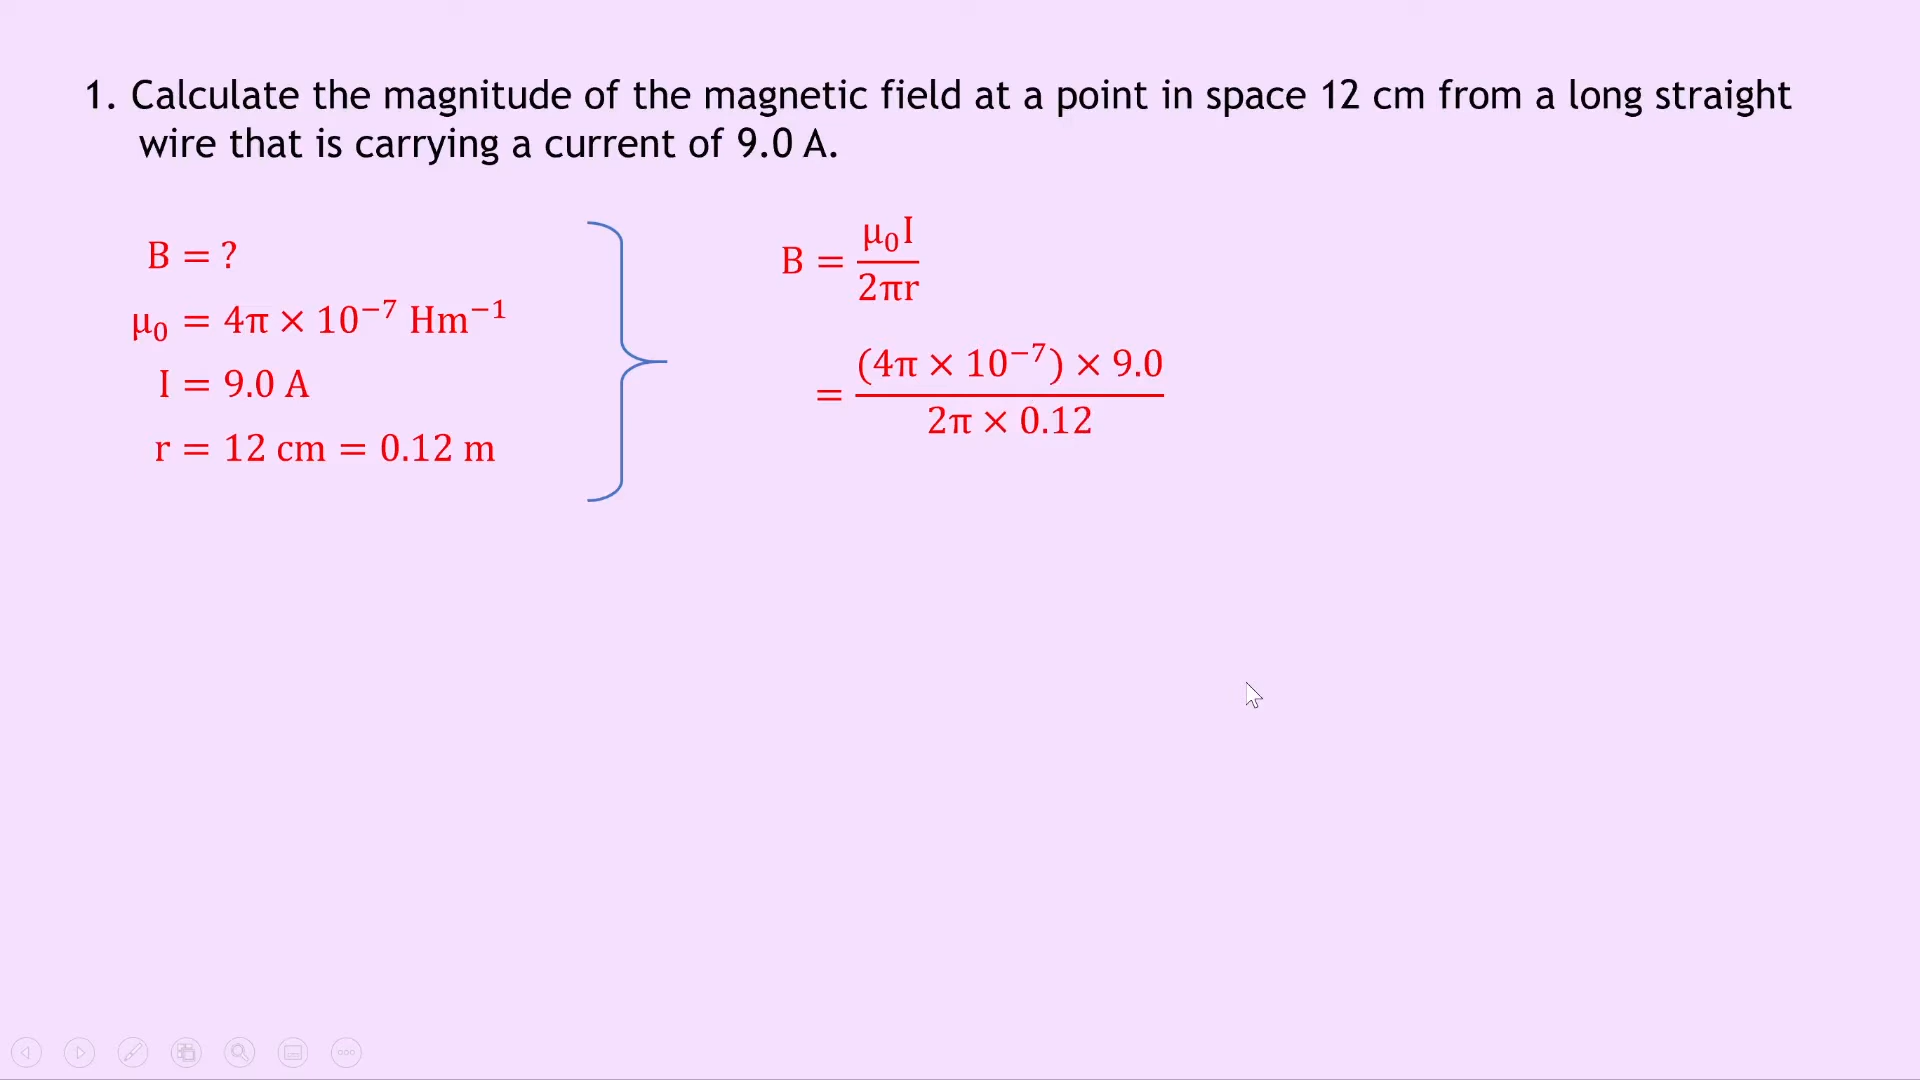 1. Calculate the magnitude of the magnetic field at a point in space 12 cm from a long straight
wire that is carrying a current of 9.0 A.
B = ?
μ₀ = 4π × 10⁻⁷ Hm⁻¹
I = 9.0 A
r = 12 cm = 0.12 m
B = μ₀I / 2πr
= (4π × 10⁻⁷) × 9.0 / 2π × 0.12